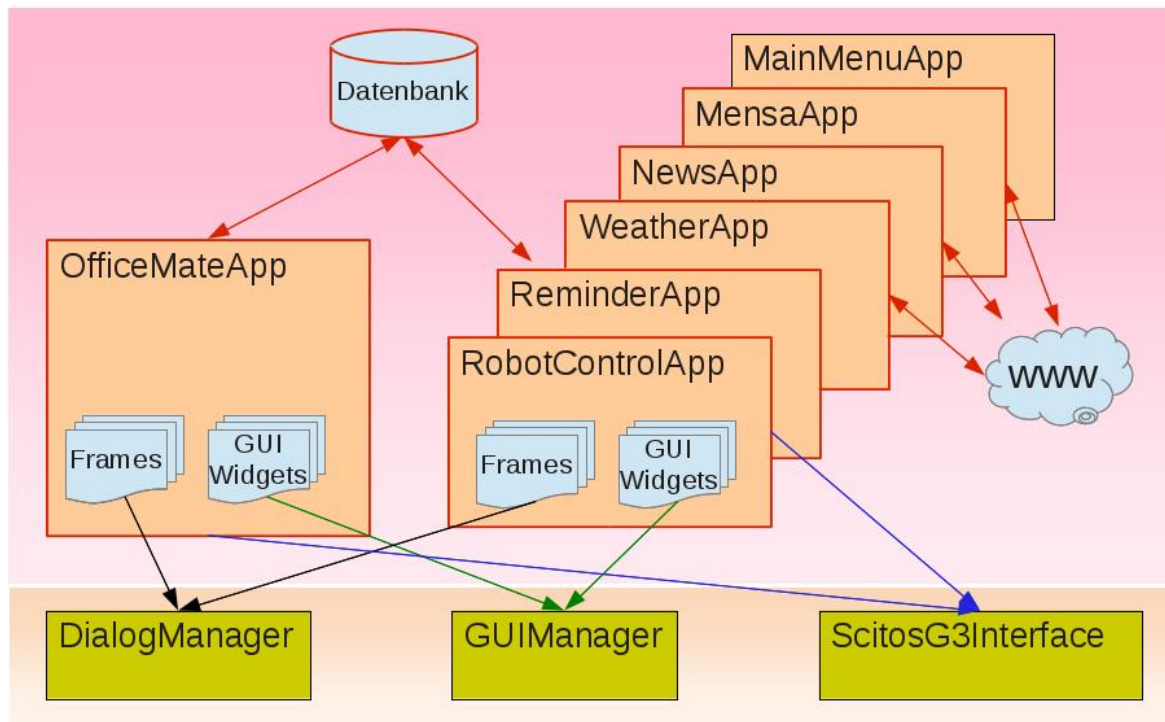 Datenbank
MainMenuApp
MensaApp
NewsApp
WeatherApp
OfficeMateApp
ReminderApp
RobotControlApp
www
Frames
GUI
Widgets
Frames
GUI
Widgets
DialogManager
GUIManager
ScitosG3Interface